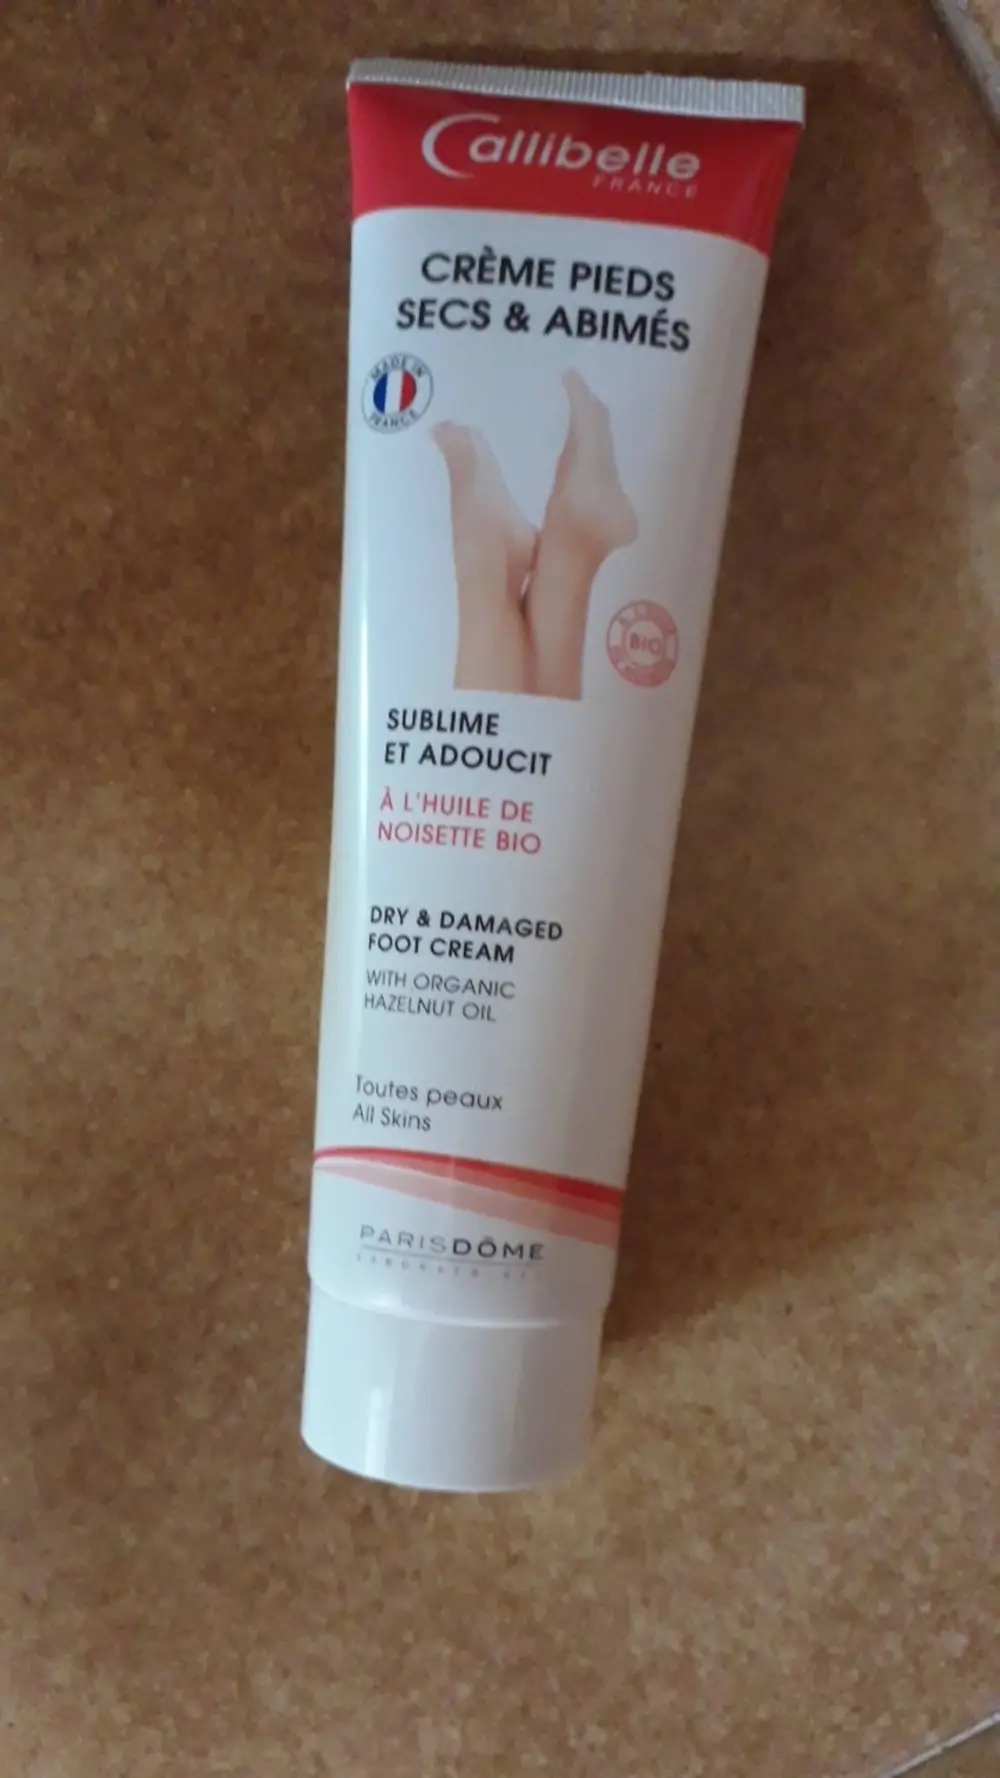 Callibelle
FRANCE
CRÈME PIEDS
SECS & ABIMÉS
MADE IN
FRANCE
BIO
SUBLIME
ET ADOUCIT
À L'HUILE DE
NOISETTE BIO
DRY & DAMAGED
FOOT CREAM
WITH ORGANIC
HAZELNUT OIL
Toutes peaux
All Skins
PARISDÔME